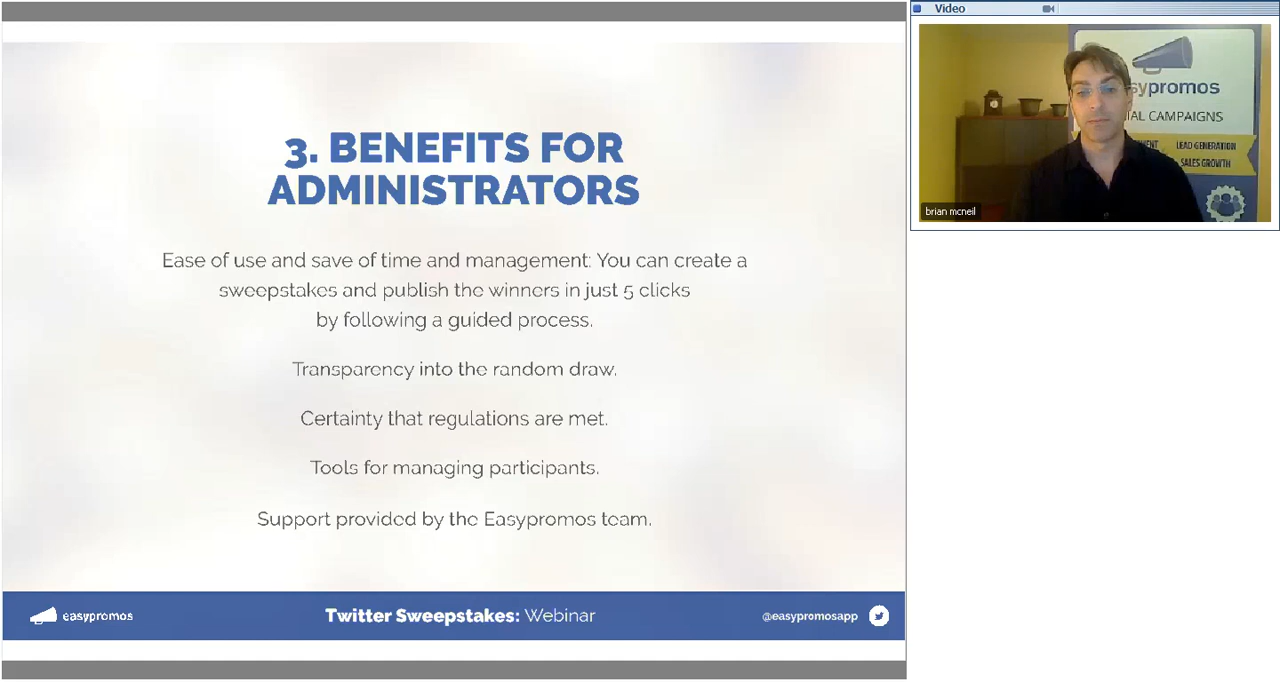 3. BENEFITS FOR
ADMINISTRATORS
Ease of use and save of time and management: You can create a
sweepstakes and publish the winners in just 5 clicks
by following a guided process.
Transparency into the random draw.
Certainty that regulations are met.
Tools for managing participants.
Support provided by the Easypromos team.
easypromos
Twitter Sweepstakes: Webinar
@easypromosapp
Video
sypromos
IAL CAMPAIGNS
MENT
LEAD GENERATION
SALES GROWTH
brian mcneil